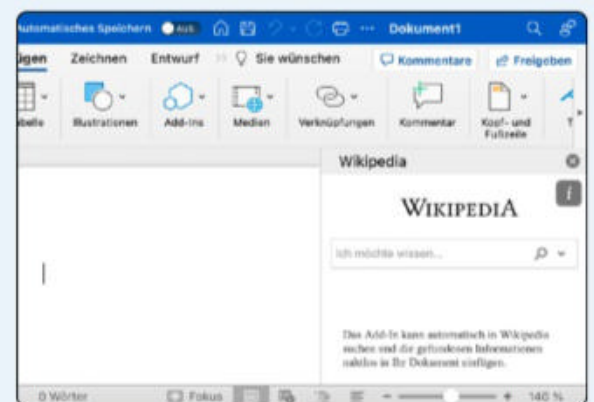 Automatisches Speichern AUS Dokument1
ügen Zeichnen Entwurf Sie wünschen Kommentare Freigeben
belle Illustrationen Add-Ins Medien Verknüpfungen Kommentar Kopf- und
Fußzeile T
Wikipedia
WIKIPEDIA
Ich möchte wissen...
Das Add-In kann automatisch in Wikipedia
suchen und die gefundenen Informationen
nahtlos in Ihr Dokument einfügen.
0 Wörter Fokus 140 %